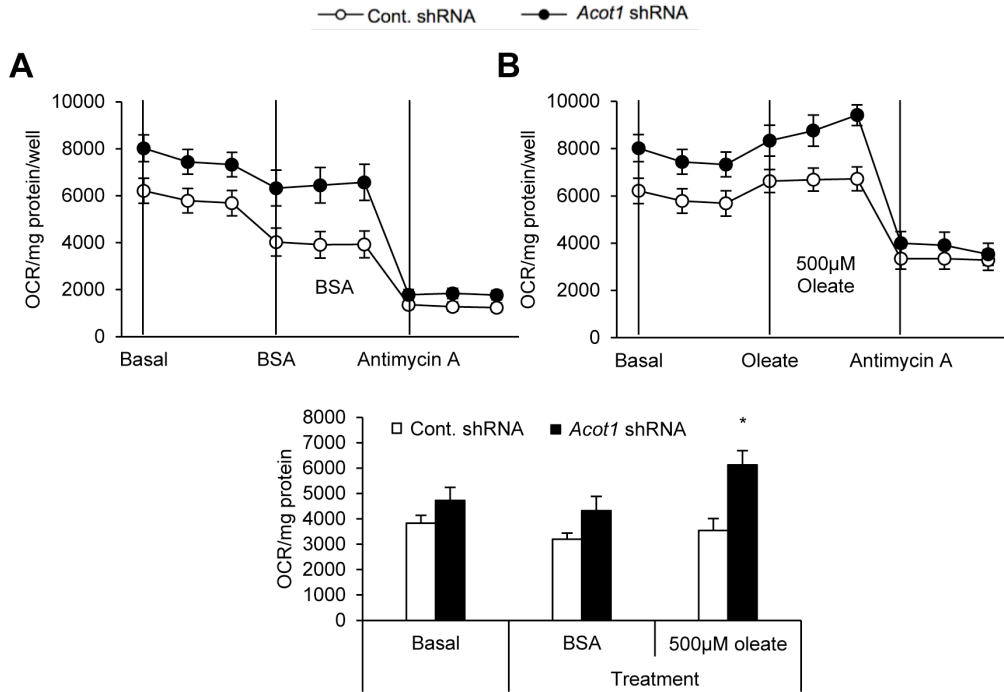 Cont. shRNA Acot1 shRNA
A
B
OCR/mg protein/well
10000
8000
6000
4000
2000
0
BSA
Basal BSA Antimycin A
10000
8000
6000
4000
2000
0
OCR/mg protein/well
500µM
Oleate
Basal Oleate Antimycin A
OCR/mg protein
8000
7000
6000
5000
4000
3000
2000
1000
0
Cont. shRNA Acot1 shRNA
*
Basal BSA 500µM oleate
Treatment